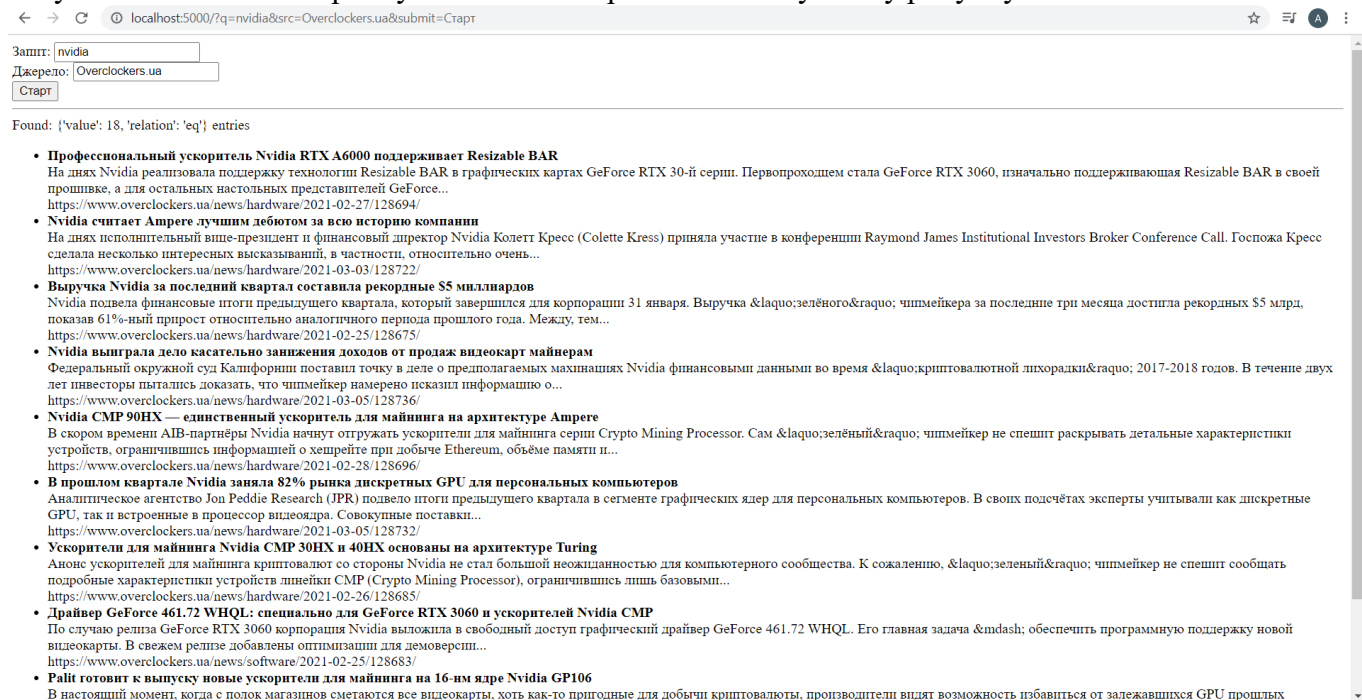 localhost:5000/?q=nvidia&src=Overclockers.ua&submit=Старт
A
Запит: nvidia
Джерело: Overclockers.ua
Старт
Found: {'value': 18, 'relation': 'eq'} entries
• Профессиональный ускоритель Nvidia RTX A6000 поддерживает Resizable BAR
На днях Nvidia реализовала поддержку технологии Resizable BAR в графических картах GeForce RTX 30-й серии. Первопроходцем стала GeForce RTX 3060, изначально поддерживающая Resizable BAR в своей
прошивке, а для остальных настольных представителей GeForce...
https://www.overclockers.ua/news/hardware/2021-02-27/128694/
• Nvidia считает Ampere лучшим дебютом за всю историю компании
На днях исполнительный вице-президент и финансовый директор Nvidia Колетт Кресс (Colette Kress) приняла участие в конференции Raymond James Institutional Investors Broker Conference Call. Госпожа Кресс
сделала несколько интересных высказываний, в частности, относительно очень...
https://www.overclockers.ua/news/hardware/2021-03-03/128722/
• Выручка Nvidia за последний квартал составила рекордные $5 миллиардов
Nvidia подвела финансовые итоги предыдущего квартала, который завершился для корпорации 31 января. Выручка &laquo;зелёного&raquo; чипмейкера за последние три месяца достигла рекордных $5 млрд,
показав 61%-ный прирост относительно аналогичного периода прошлого года. Между, тем...
https://www.overclockers.ua/news/hardware/2021-02-25/128675/
• Nvidia выиграла дело касательно занижения доходов от продаж видеокарт майнерам
Федеральный окружной суд Калифорнии поставил точку в деле о предполагаемых махинациях Nvidia финансовыми данными во время &laquo;криптовалютной лихорадки&raquo; 2017-2018 годов. В течение двух
лет инвесторы пытались доказать, что чипмейкер намерено исказил информацию о...
https://www.overclockers.ua/news/hardware/2021-03-05/128736/
• Nvidia CMP 90HX — единственный ускоритель для майнинга на архитектуре Ampere
В скором времени AIB-партнёры Nvidia начнут отгружать ускорители для майнинга серии Crypto Mining Processor. Сам &laquo;зелёный&raquo; чипмейкер не спешит раскрывать детальные характеристики
устройств, ограничившись информацией о хешрейте при добыче Ethereum, объёме памяти и...
https://www.overclockers.ua/news/hardware/2021-02-28/128696/
• В прошлом квартале Nvidia заняла 82% рынка дискретных GPU для персональных компьютеров
Аналитическое агентство Jon Peddie Research (JPR) подвело итоги предыдущего квартала в сегменте графических ядер для персональных компьютеров. В своих подсчётах эксперты учитывали как дискретные
GPU, так и встроенные в процессор видеоядра. Совокупные поставки...
https://www.overclockers.ua/news/hardware/2021-03-05/128732/
• Ускорители для майнинга Nvidia CMP 30HX и 40HX основаны на архитектуре Turing
Анонс ускорителей для майнинга криптовалют со стороны Nvidia не стал большой неожиданностью для компьютерного сообщества. К сожалению, &laquo;зеленый&raquo; чипмейкер не спешит сообщать
подробные характеристики устройств линейки CMP (Crypto Mining Processor), ограничившись лишь базовыми...
https://www.overclockers.ua/news/hardware/2021-02-26/128685/
• Драйвер GeForce 461.72 WHQL: специально для GeForce RTX 3060 и ускорителей Nvidia CMP
По случаю релиза GeForce RTX 3060 корпорация Nvidia выложила в свободный доступ графический драйвер GeForce 461.72 WHQL. Его главная задача &mdash; обеспечить программную поддержку новой
видеокарты. В свежем релизе добавлены оптимизации для демоверсии...
https://www.overclockers.ua/news/software/2021-02-25/128683/
• Palit готовит к выпуску новые ускорители для майнинга на 16-нм ядре Nvidia GP106
В настоящий момент, когда с полок магазинов сметаются все видеокарты, хоть как-то пригодные для добычи криптовалюты, производители видят возможность избавиться от залежавшихся GPU прошлых